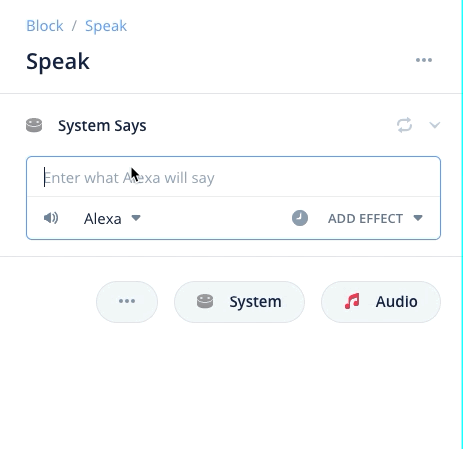 Block / Speak
Speak
System Says
Enter what Alexa will say
Alexa ADD EFFECT
System Audio